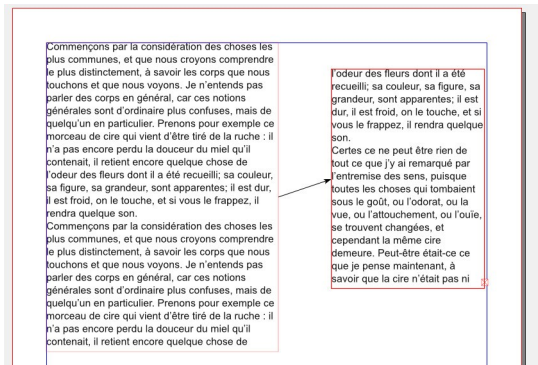 Commençons par la considération des choses les
plus communes, et que nous croyons comprendre
le plus distinctement, à savoir les corps que nous
touchons et que nous voyons. Je n'entends pas
parler des corps en général, car ces notions
générales sont d'ordinaire plus confuses, mais de
quelqu'un en particulier. Prenons pour exemple ce
morceau de cire qui vient d'être tiré de la ruche : il
n'a pas encore perdu la douceur du miel qu'il
contenait, il retient encore quelque chose de
l'odeur des fleurs dont il a été recueilli; sa couleur,
sa figure, sa grandeur, sont apparentes; il est dur,
il est froid, on le touche, et si vous le frappez, il
rendra quelque son.
Commençons par la considération des choses les
plus communes, et que nous croyons comprendre
le plus distinctement, à savoir les corps que nous
touchons et que nous voyons. Je n'entends pas
parler des corps en général, car ces notions
générales sont d'ordinaire plus confuses, mais de
quelqu'un en particulier. Prenons pour exemple ce
morceau de cire qui vient d'être tiré de la ruche : il
n'a pas encore perdu la douceur du miel qu'il
contenait, il retient encore quelque chose de
l'odeur des fleurs dont il a été
recueilli; sa couleur, sa figure, sa
grandeur, sont apparentes; il est
dur, il est froid, on le touche, et si
vous le frappez, il rendra quelque
son.
Certes ce ne peut être rien de
tout ce que j'y ai remarqué par
l'entremise des sens, puisque
toutes les choses qui tombaient
sous le goût, ou l'odorat, ou la
vue, ou l'attouchement, ou l'ouïe,
se trouvent changées, et
cependant la même cire
demeure. Peut-être était-ce ce
que je pense maintenant, à
savoir que la cire n'était pas ni